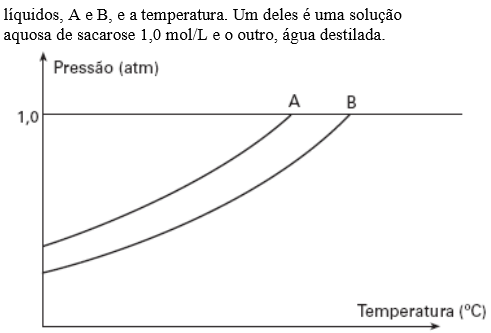 líquidos, A e B, e a temperatura. Um deles é uma solução
aquosa de sacarose 1,0 mol/L e o outro, água destilada.
Pressão (atm)
A B
1,0
Temperatura (ºC)